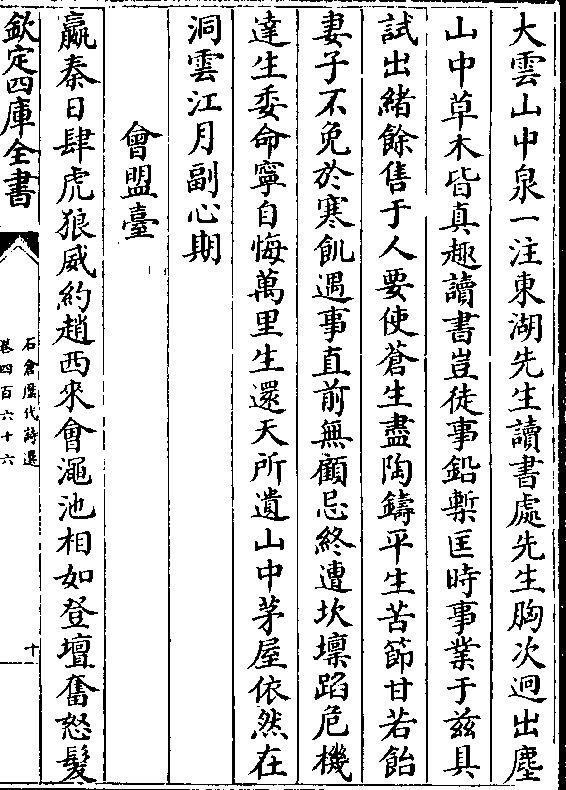 大雲山中泉一注東湖先生讀書處先生胸次迥出塵
山中草木皆真趣讀書豈徒事鉛槧匡時事業于茲具
試出緒餘售于人要使蒼生盡陶鑄平生苦節甘若飴
妻子不免於寒飢遇事直前無顧忌終遭坎壈蹈危機
達生委命寧自悔萬里生還天所遺山中茅屋依然在
洞雲江月副心期
會盟臺
嬴秦日肆虎狼威約趙西來會澠池相如登壇奮怒髮
欽定四庫全書
石倉歷代詩選
卷四百六十六
十